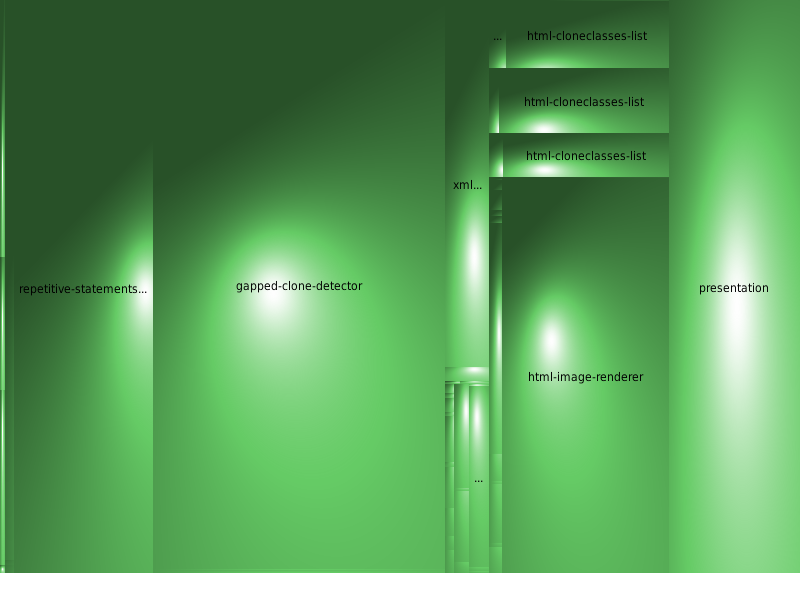 ... html-cloneclasses-list
html-cloneclasses-list
html-cloneclasses-list
xml...
repetitive-statements... gapped-clone-detector presentation
html-image-renderer
...